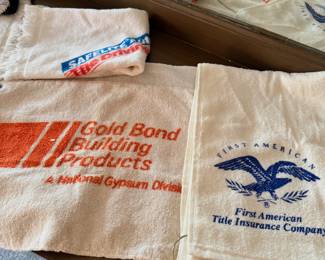 SAFELITE
Gold Bond
Building
Products
A National Gypsum Division
FIRST AMERICAN
First American
Title Insurance Company